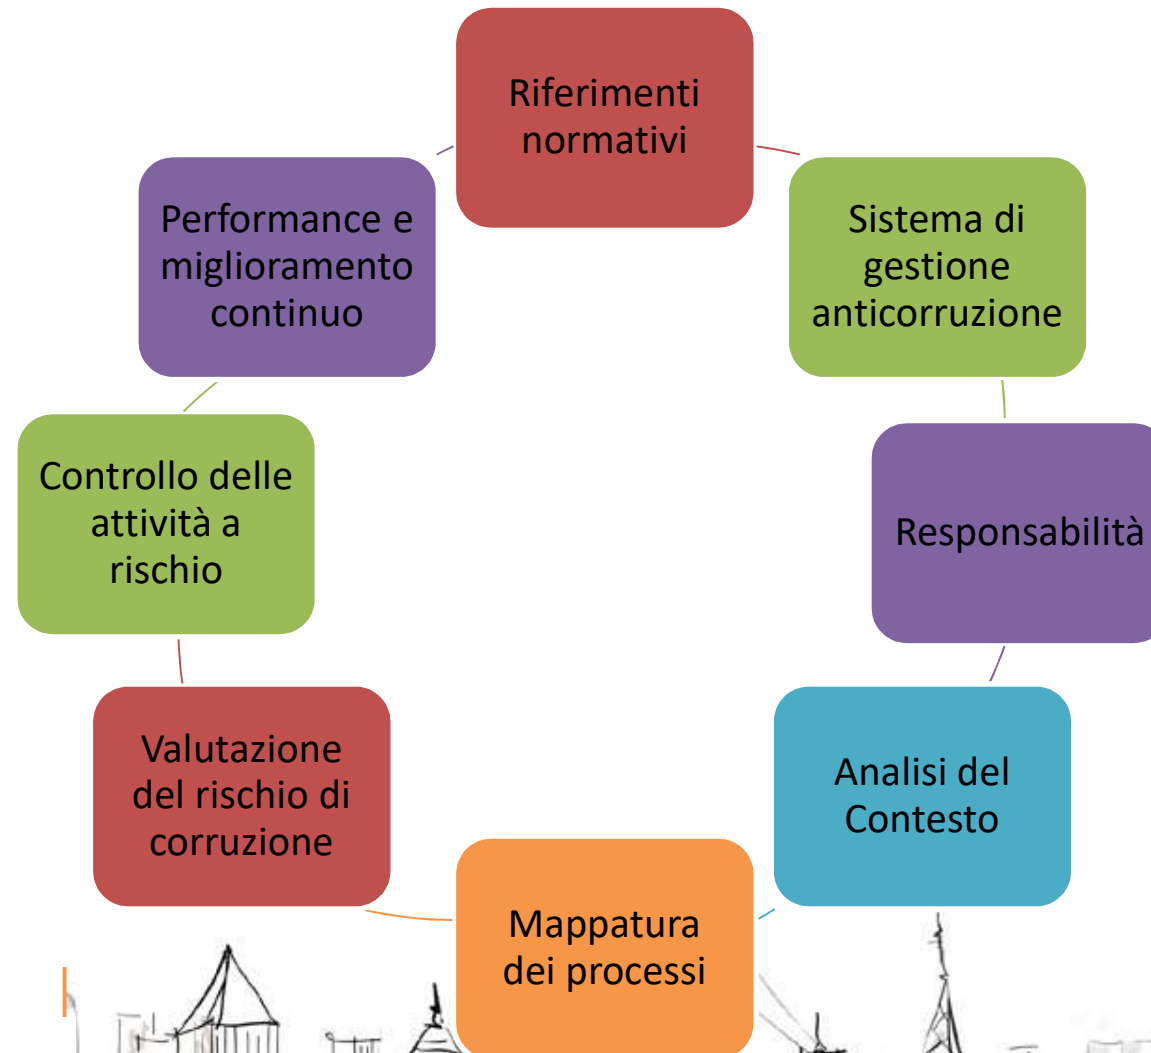 Riferimenti
normativi
Sistema di
gestione
anticorruzione
Responsabilità
Analisi del
Contesto
Mappatura
dei processi
Valutazione
del rischio di
corruzione
Controllo delle
attività a
rischio
Performance e
miglioramento
continuo